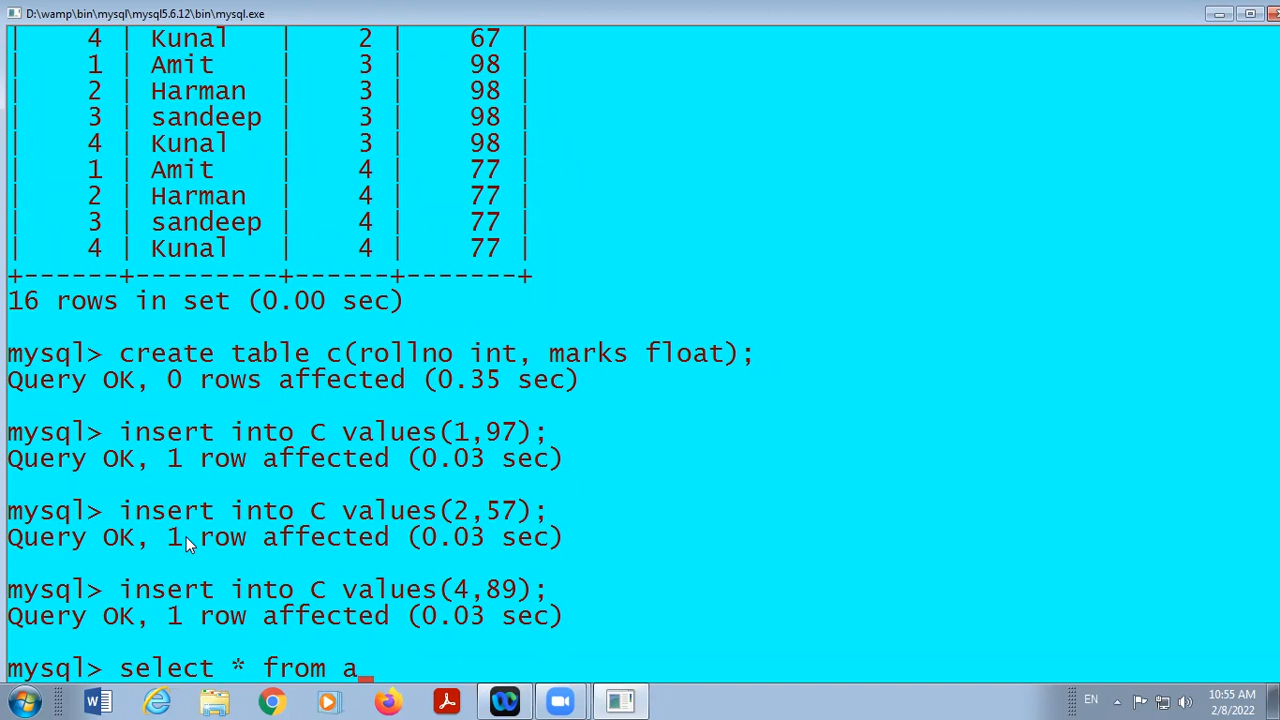 D:\wamp\bin\mysql\mysql5.6.12\bin\mysql.exe
|    4 | Kunal   |    2 |    67 |
|    1 | Amit    |    3 |    98 |
|    2 | Harman  |    3 |    98 |
|    3 | sandeep |    3 |    98 |
|    4 | Kunal   |    3 |    98 |
|    1 | Amit    |    4 |    77 |
|    2 | Harman  |    4 |    77 |
|    3 | sandeep |    4 |    77 |
|    4 | Kunal   |    4 |    77 |
+------+---------+------+-------+
16 rows in set (0.00 sec)
mysql> create table c(rollno int, marks float);
Query OK, 0 rows affected (0.35 sec)
mysql> insert into C values(1,97);
Query OK, 1 row affected (0.03 sec)
mysql> insert into C values(2,57);
Query OK, 1 row affected (0.03 sec)
mysql> insert into C values(4,89);
Query OK, 1 row affected (0.03 sec)
mysql> select * from a_
EN
10:55 AM
2/8/2022